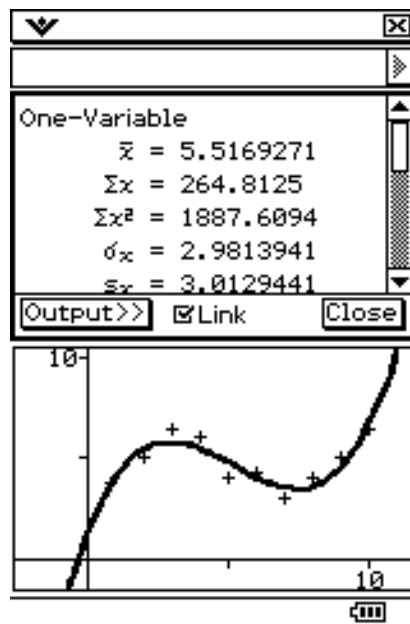 One-Variable
x̄ = 5.5169271
Σx = 264.8125
Σx² = 1887.6094
σx = 2.9813941
sx = 3.0129441
Output>> ☑Link Close
10
10